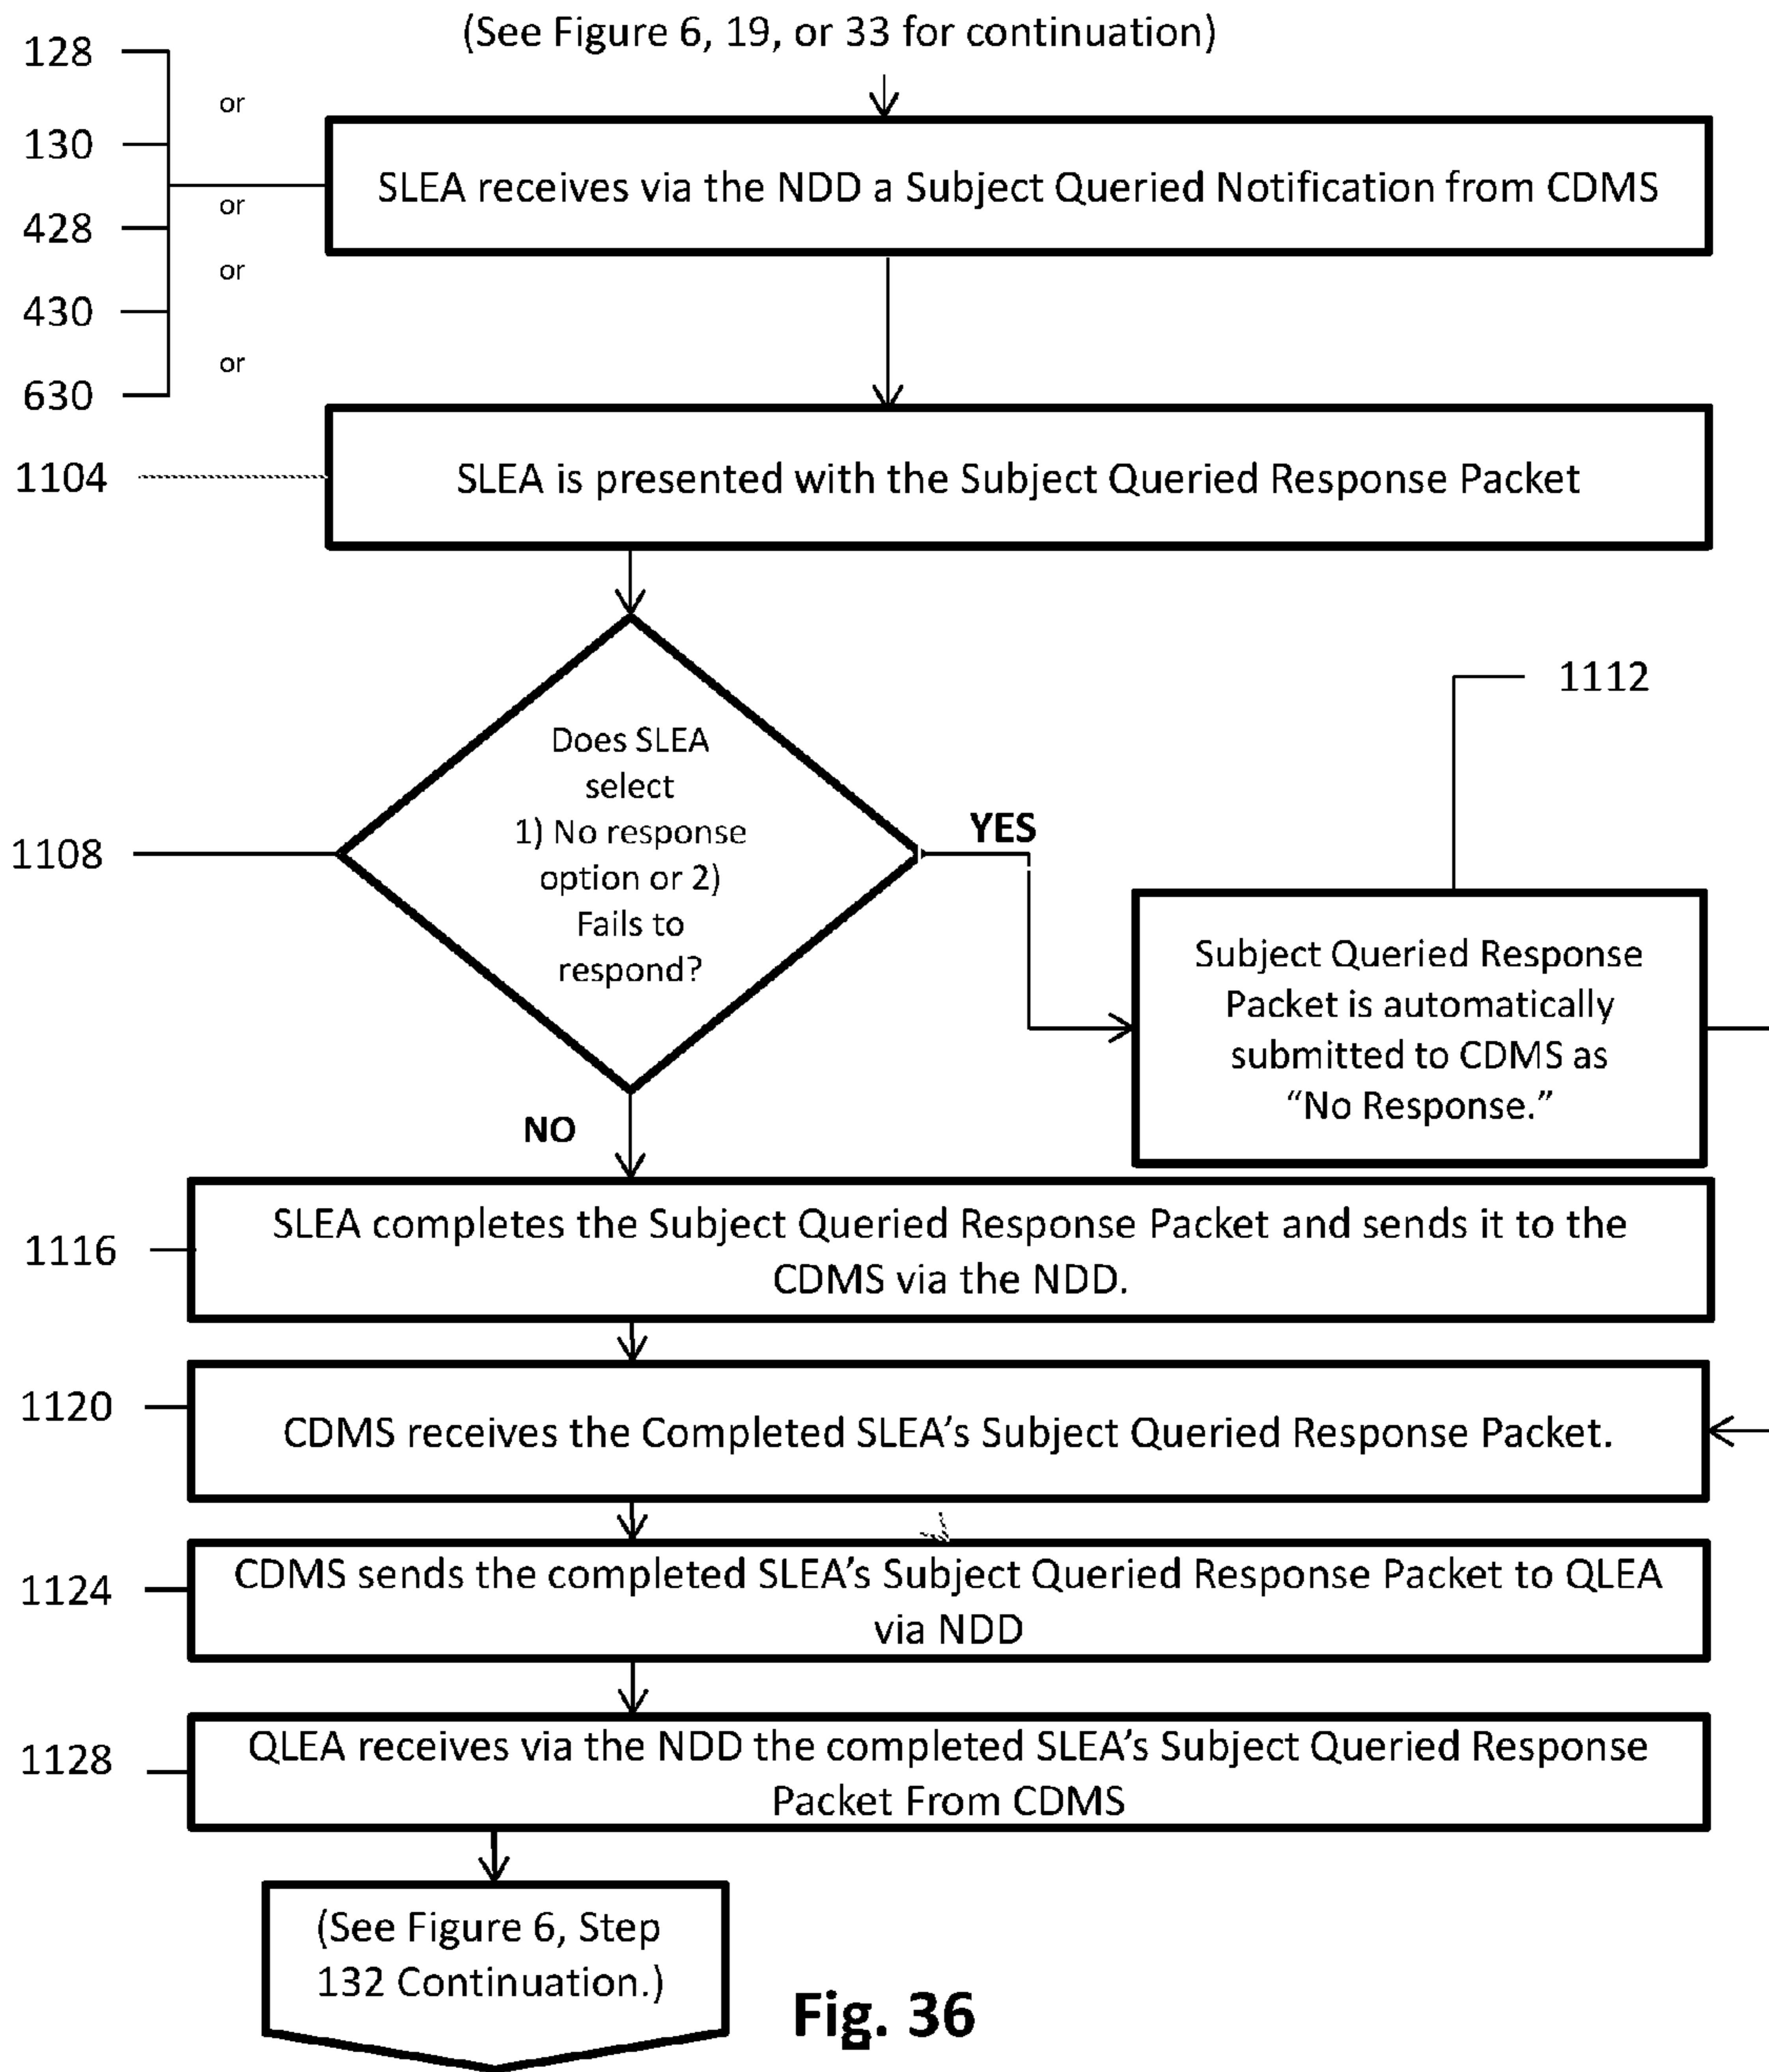 (See Figure 6, 19, or 33 for continuation)
128
or
130
SLEA receives via the NDD a Subject Queried Notification from CDMS
or
428
or
430
or
630
1104
SLEA is presented with the Subject Queried Response Packet
1112
Does SLEA
select
1) No response
option or 2)
Fails to
respond?
YES
1108
Subject Queried Response
Packet is automatically
submitted to CDMS as
“No Response.”
NO
SLEA completes the Subject Queried Response Packet and sends it to the
CDMS via the NDD.
1116
1120
CDMS receives the Completed SLEA’s Subject Queried Response Packet.
CDMS sends the completed SLEA’s Subject Queried Response Packet to QLEA
via NDD
1124
QLEA receives via the NDD the completed SLEA’s Subject Queried Response
Packet From CDMS
1128
(See Figure 6, Step
132 Continuation.)
Fig. 36